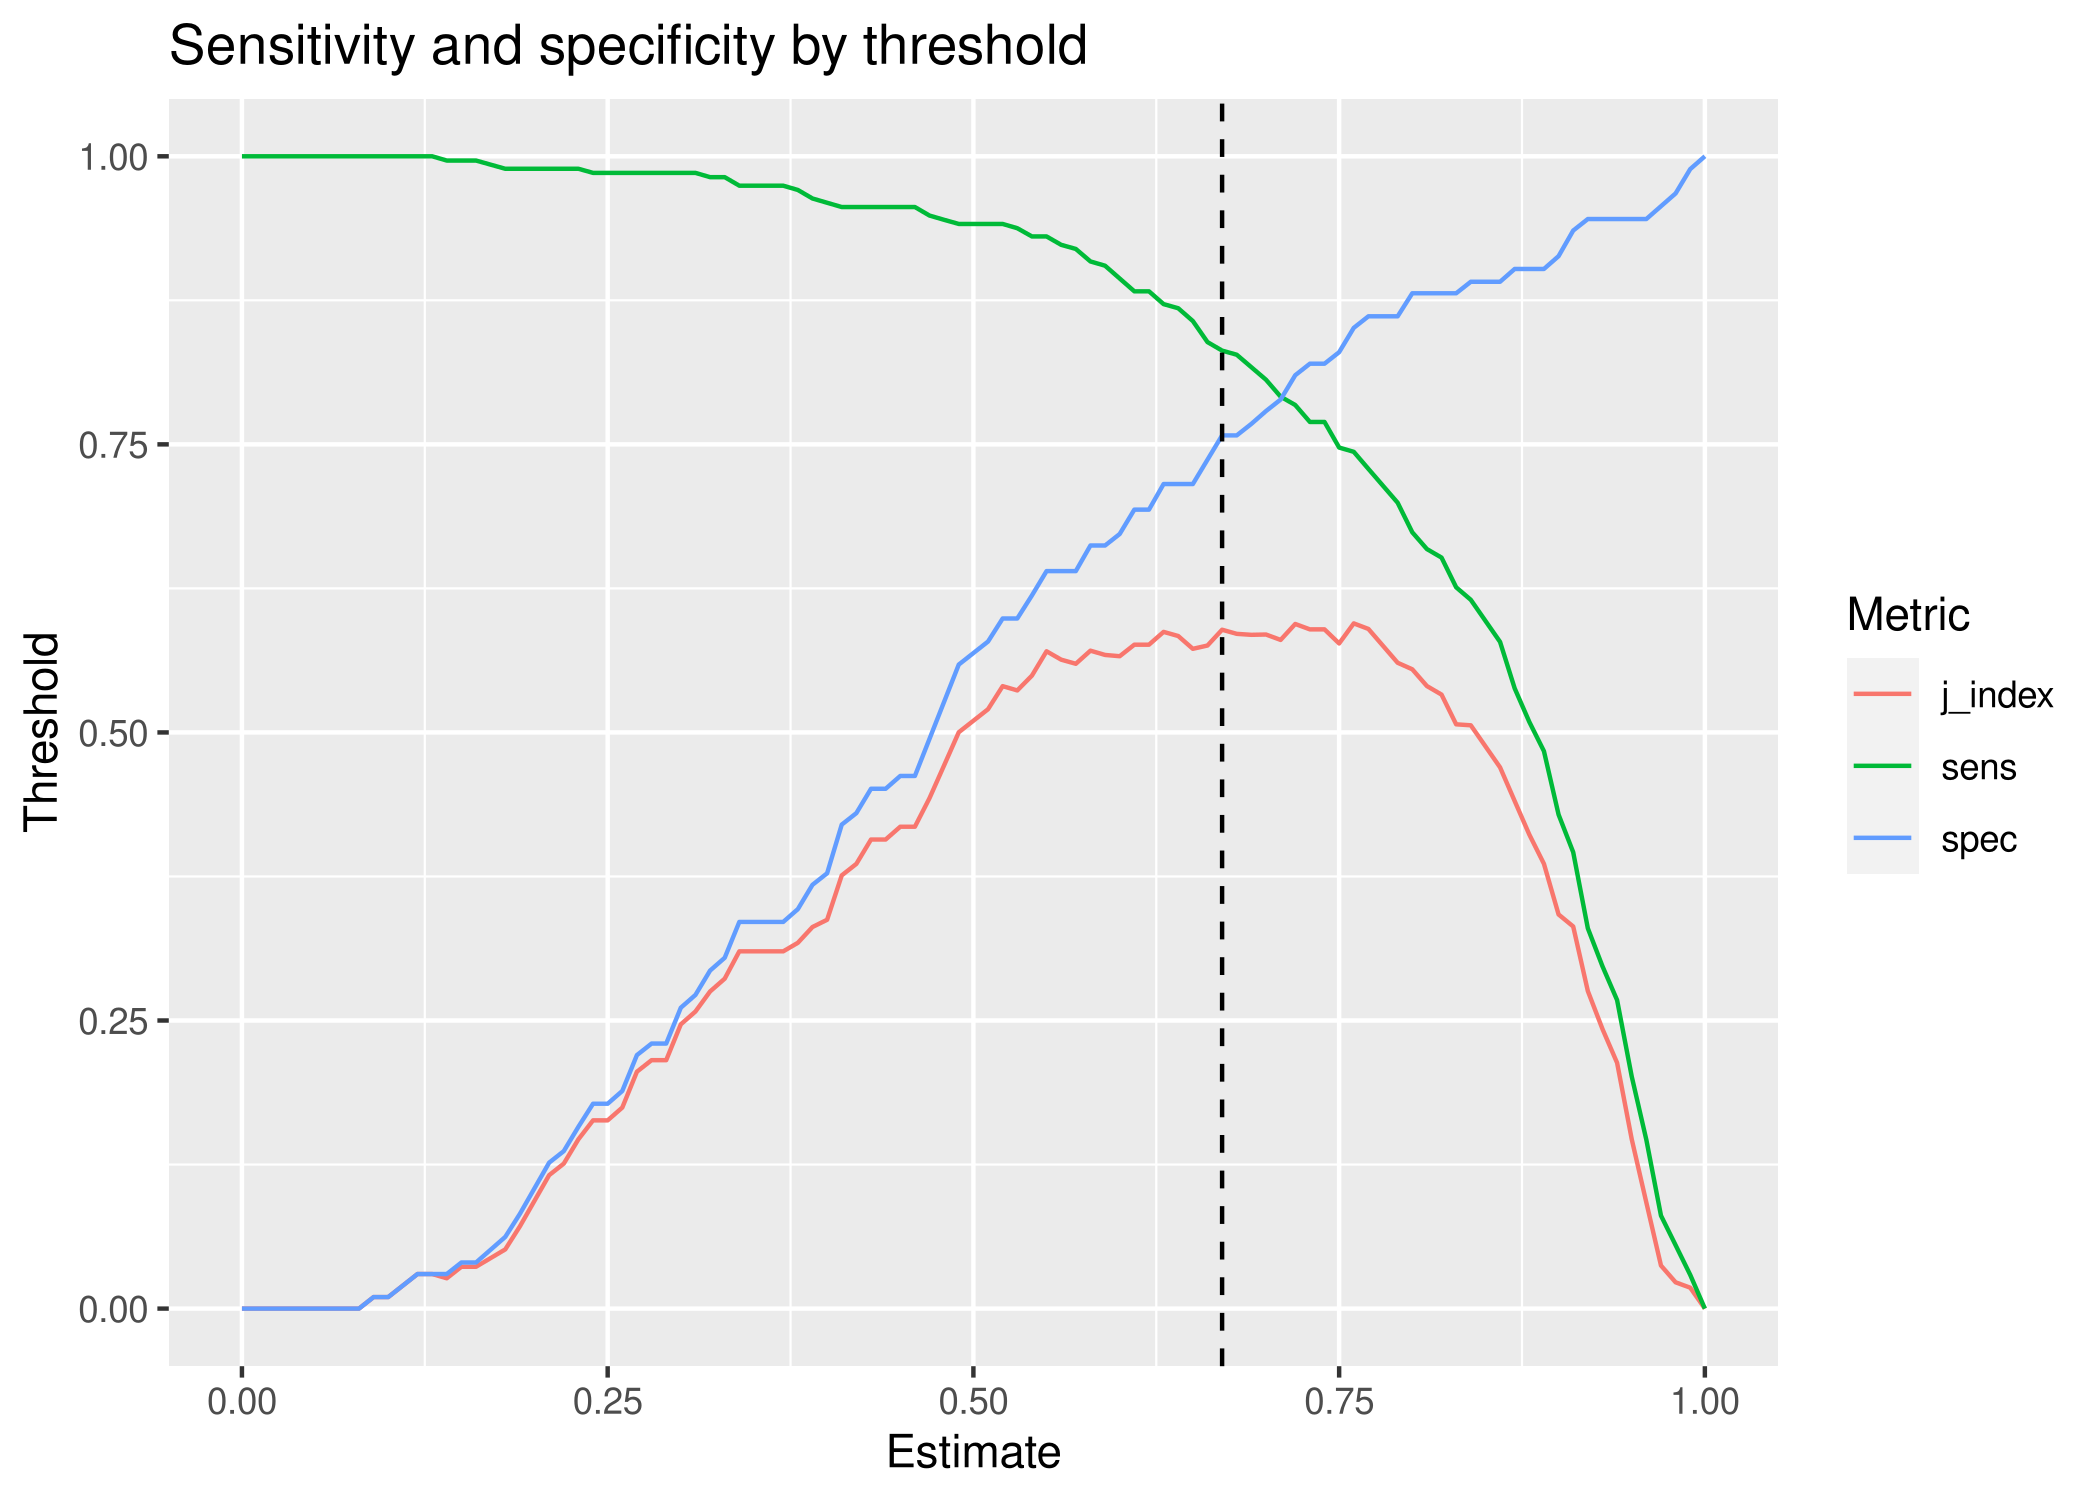 Sensitivity and specificity by threshold
1.00
0.75
0.50
0.25
0.00
Threshold
0.00 0.25 0.50 0.75 1.00
Estimate
Metric
j_index
sens
spec